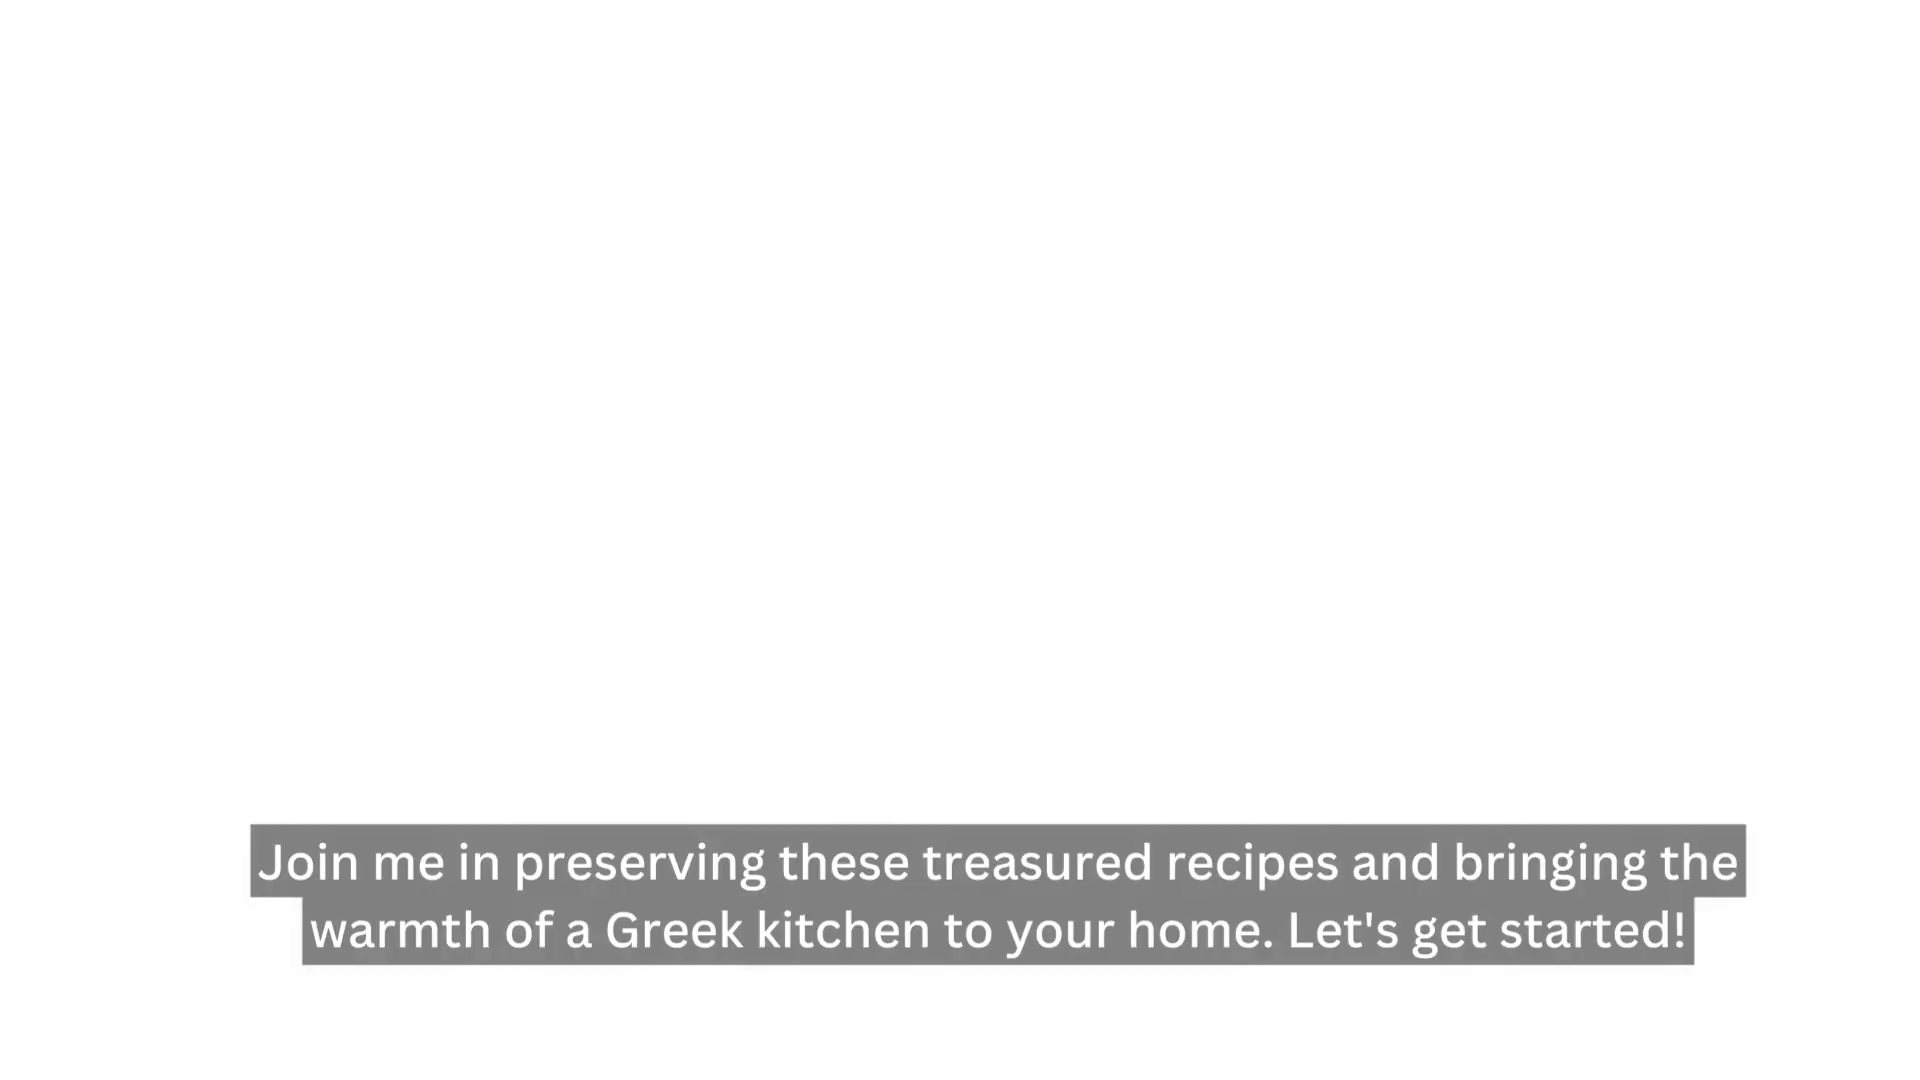 Join me in preserving these treasured recipes and bringing the
warmth of a Greek kitchen to your home. Let's get started!